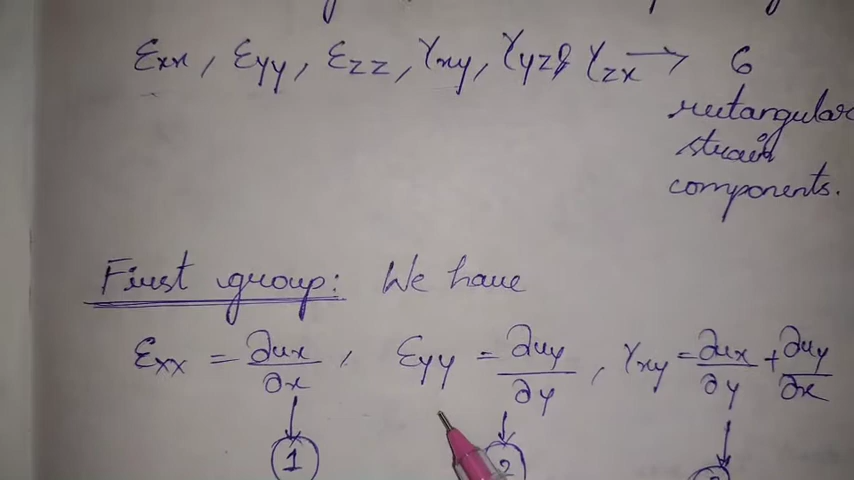 εxx, εyy, εzz, γxy, γyz & γzx → 6
rectangular
strain
components.
First group: We have
εxx = ∂ux/∂x, εyy = ∂uy/∂y, γxy = ∂ux/∂y + ∂uy/∂x
1 2